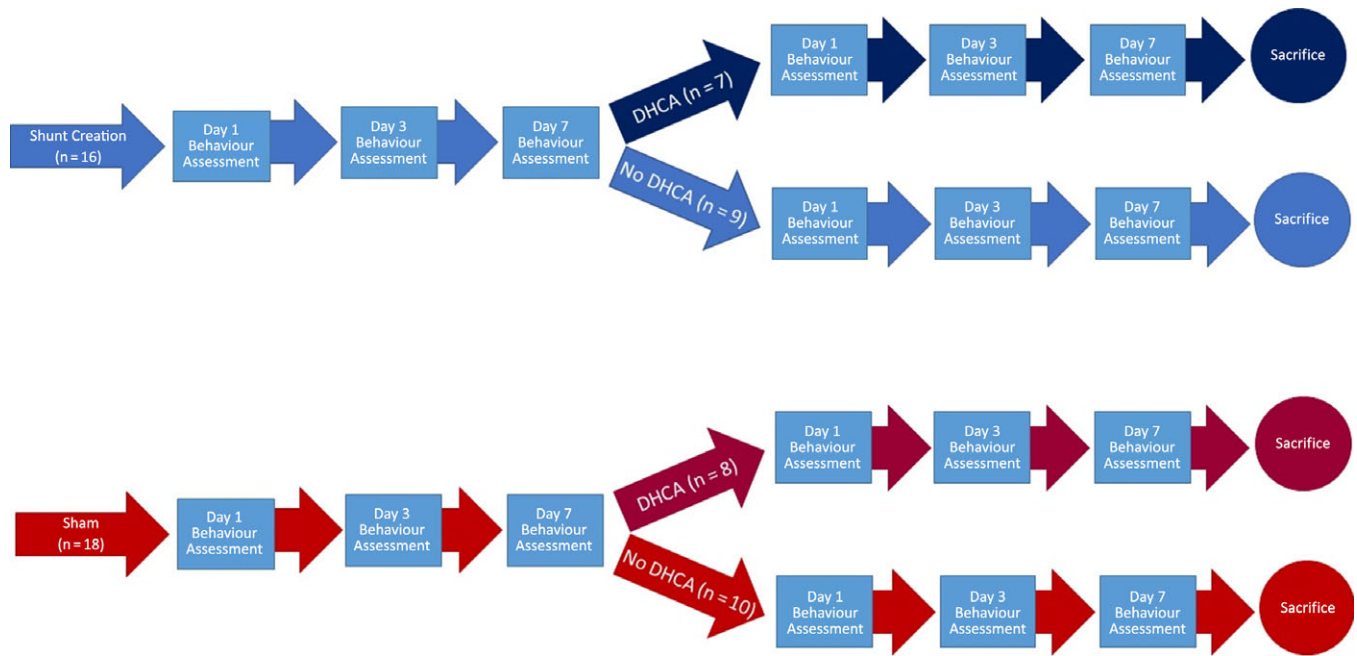 Shunt Creation
(n = 16)
Day 1
Behaviour
Assessment
Day 3
Behaviour
Assessment
Day 7
Behaviour
Assessment
DHCA (n = 7)
Day 1
Behaviour
Assessment
Day 3
Behaviour
Assessment
Day 7
Behaviour
Assessment
Sacrifice
No DHCA (n = 9)
Day 1
Behaviour
Assessment
Day 3
Behaviour
Assessment
Day 7
Behaviour
Assessment
Sacrifice
Sham
(n = 18)
Day 1
Behaviour
Assessment
Day 3
Behaviour
Assessment
Day 7
Behaviour
Assessment
DHCA (n = 8)
Day 1
Behaviour
Assessment
Day 3
Behaviour
Assessment
Day 7
Behaviour
Assessment
Sacrifice
No DHCA (n = 10)
Day 1
Behaviour
Assessment
Day 3
Behaviour
Assessment
Day 7
Behaviour
Assessment
Sacrifice